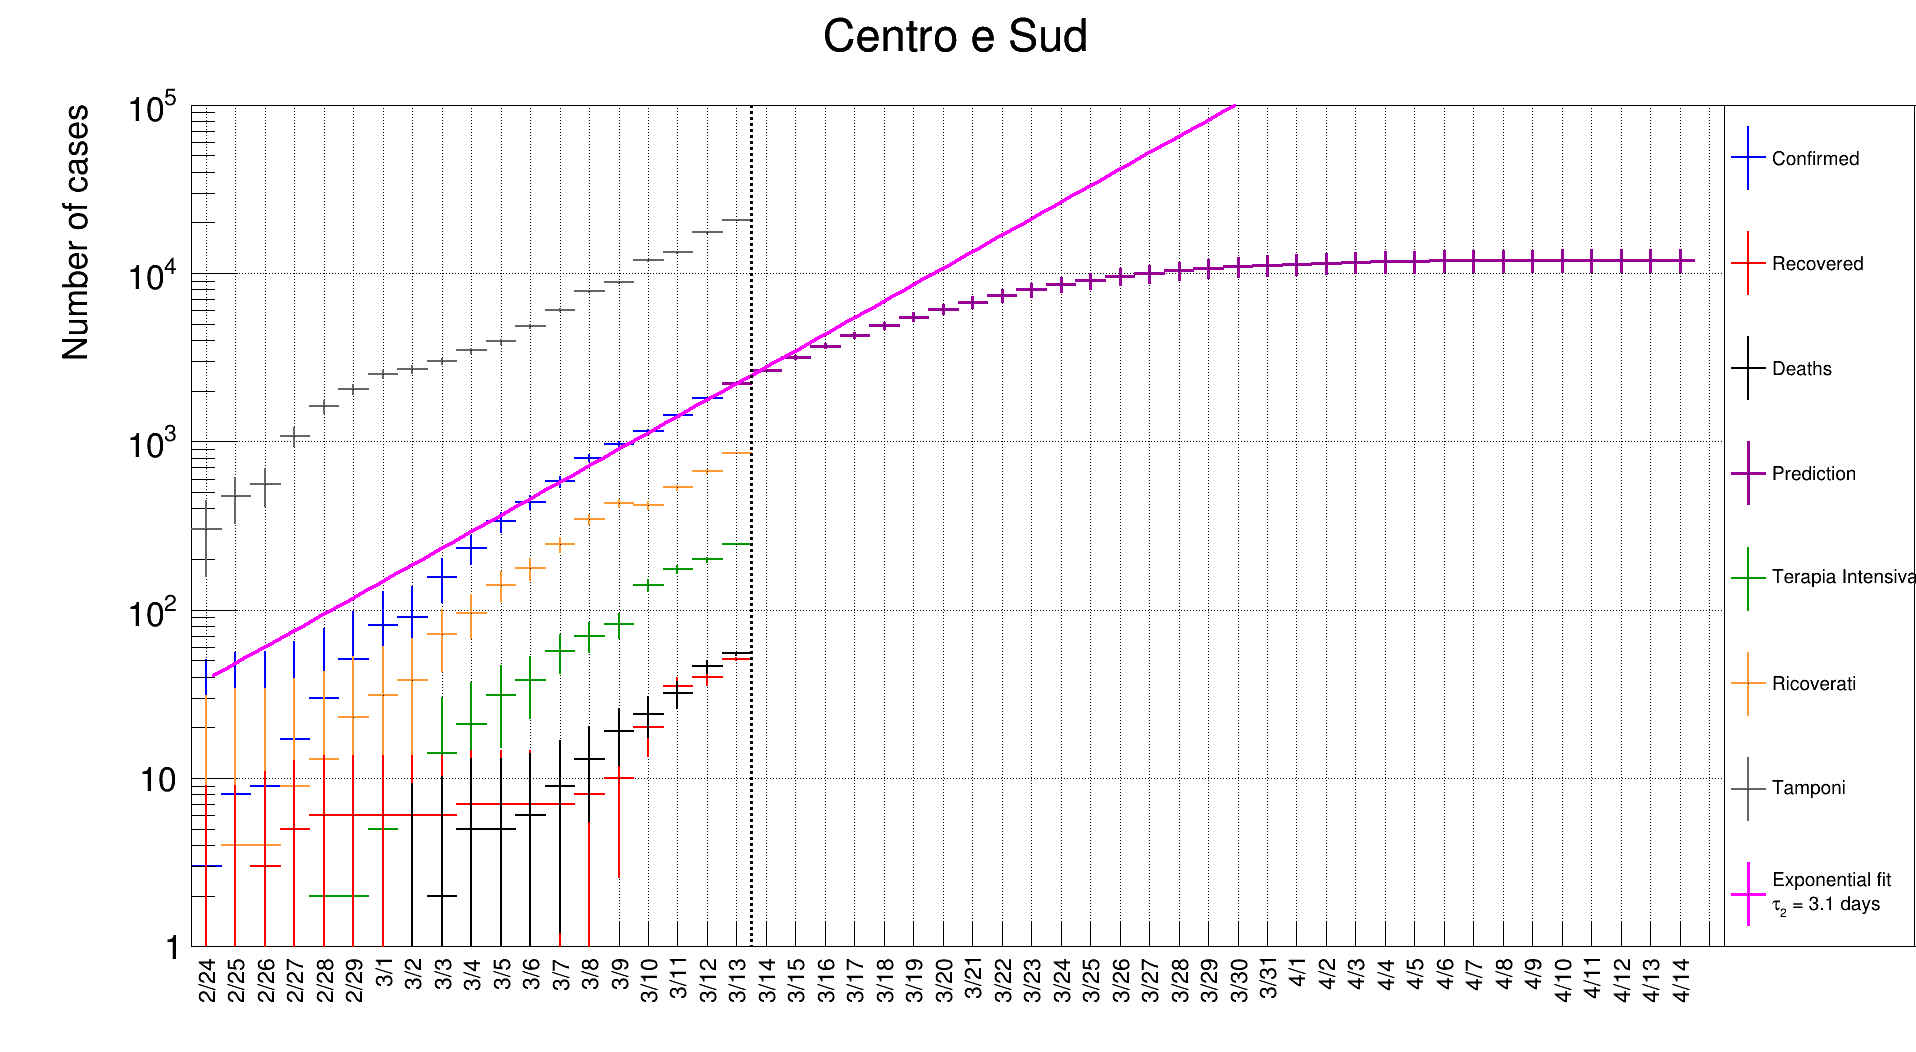 Centro e Sud
Number of cases
10^5
10^4
10^3
10^2
10
1
2/24 2/25 2/26 2/27 2/28 2/29 3/1 3/2 3/3 3/4 3/5 3/6 3/7 3/8 3/9 3/10 3/11 3/12 3/13 3/14 3/15 3/16 3/17 3/18 3/19 3/20 3/21 3/22 3/23 3/24 3/25 3/26 3/27 3/28 3/29 3/30 3/31 4/1 4/2 4/3 4/4 4/5 4/6 4/7 4/8 4/9 4/10 4/11 4/12 4/13 4/14
Confirmed
Recovered
Deaths
Prediction
Terapia Intensiva
Ricoverati
Tamponi
Exponential fit
τ₂ = 3.1 days